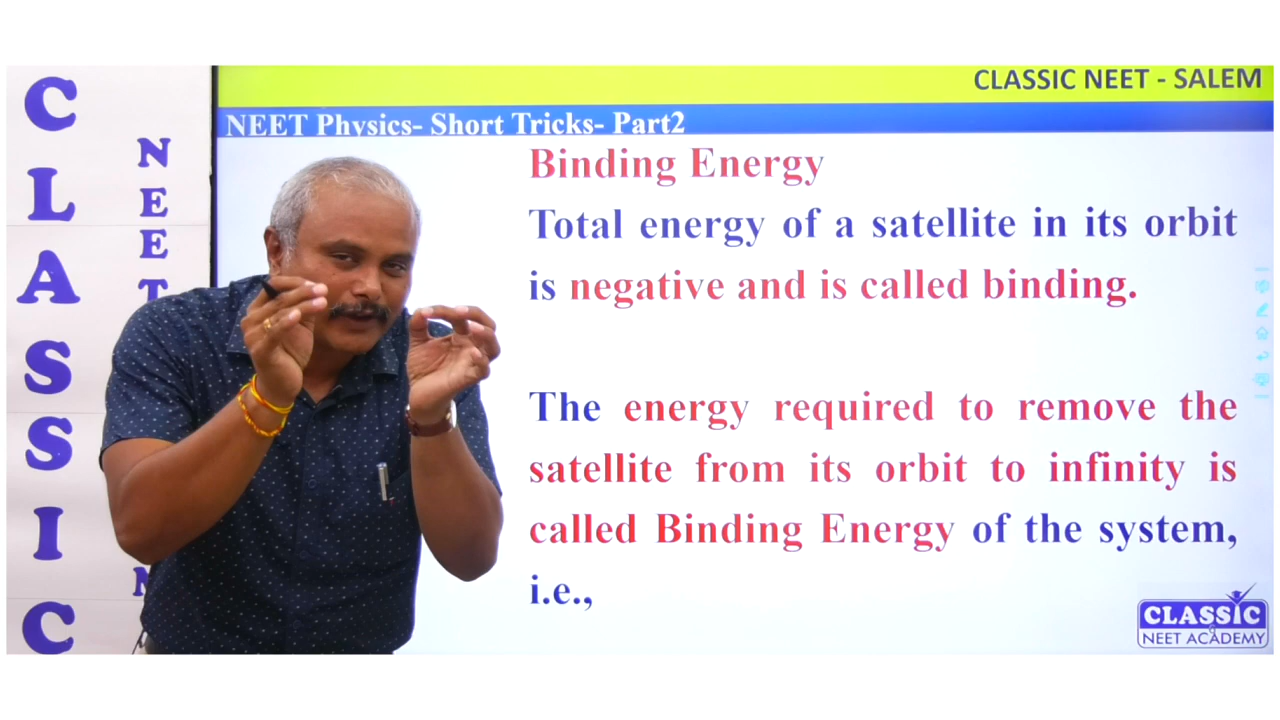 CLASSIC
NEET
CLASSIC NEET - SALEM
NEET Physics- Short Tricks- Part2
Binding Energy
Total energy of a satellite in its orbit
is negative and is called binding.
The energy required to remove the
satellite from its orbit to infinity is
called Binding Energy of the system,
i.e.,
CLASSIC
NEET ACADEMY